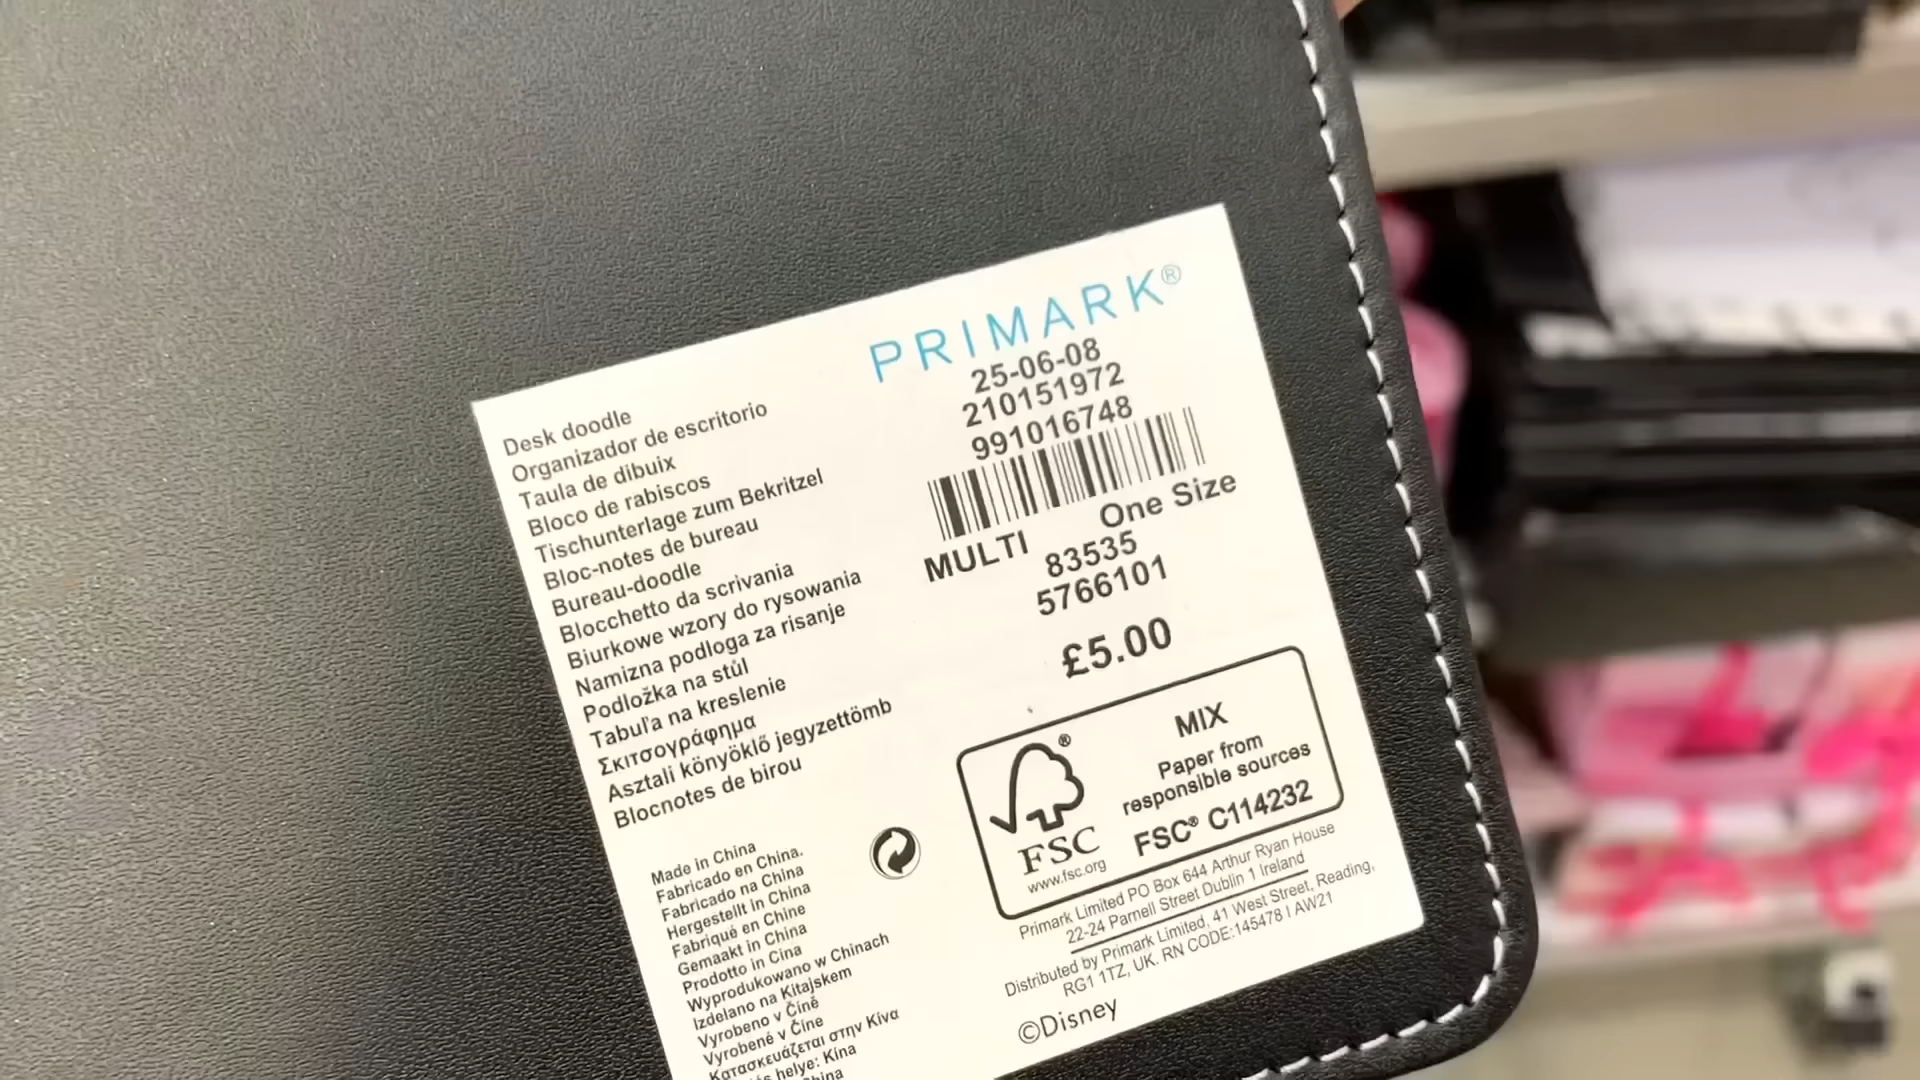 PRIMARK®
25-06-08
210151972
991016748
MULTI One Size
83535
5766101
£5.00
Desk doodle
Organizador de escritorio
Taula de dibuix
Bloco de rabiscos
Tischunterlage zum Bekritzel
Bloc-notes de bureau
Bureau-doodle
Blocchetto da scrivania
Biurkowe wzory do rysowania
Namizna podloga za risanje
Podložka na stůl
Tabuľa na kreslenie
Σκιτσογράφημα
Asztali könyöklő jegyzettömb
Blocnotes de birou
MIX
Paper from
responsible sources
FSC® C114232
®
FSC
www.fsc.org
Primark Limited PO Box 644 Arthur Ryan House
22-24 Parnell Street Dublin 1 Ireland
Distributed by Primark Limited, 41 West Street, Reading,
RG1 1TZ, UK. RN CODE:145478 I AW21
©Disney
Made in China
Fabricado en China.
Fabricado na China
Hergestellt in China
Fabriqué en Chine
Gemaakt in China
Prodotto in Cina
Wyprodukowano w Chinach
Izdelano na Kitajskem
Vyrobeno v Číně
Vyrobené v Číne
Κατασκευάζεται στην Κίνα
helye: Kína